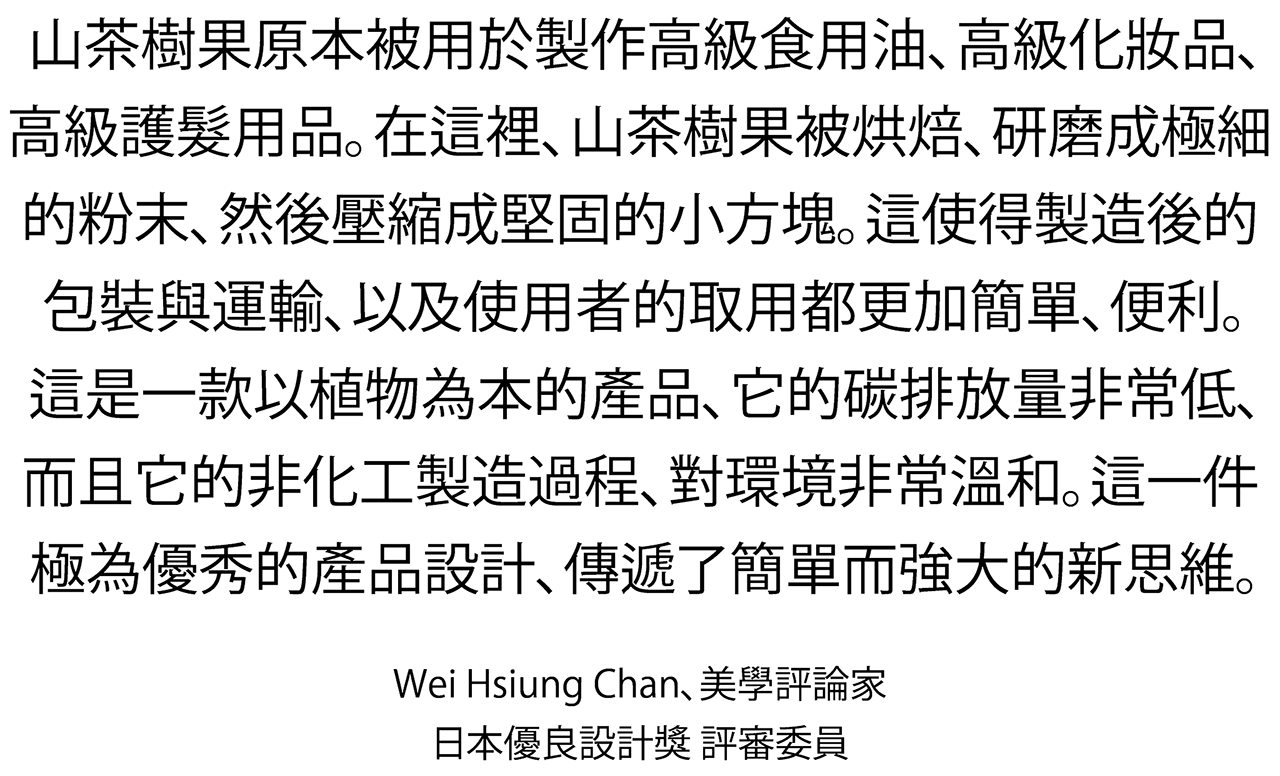 山茶樹果原本被用於製作高級食用油、高級化妝品、
高級護髮用品。在這裡、山茶樹果被烘焙、研磨成極細
的粉末、然後壓縮成堅固的小方塊。這使得製造後的
包裝與運輸、以及使用者的取用都更加簡單、便利。
這是一款以植物為本的產品、它的碳排放量非常低、
而且它的非化工製造過程、對環境非常溫和。這一件
極為優秀的產品設計、傳遞了簡單而強大的新思維。
Wei Hsiung Chan、美學評論家
日本優良設計獎 評審委員